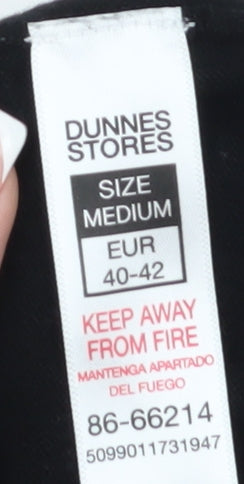 DUNNES
STORES
SIZE
MEDIUM
EUR
40-42
KEEP AWAY
FROM FIRE
MANTENGA APARTADO
DEL FUEGO
86-66214
5099011731947